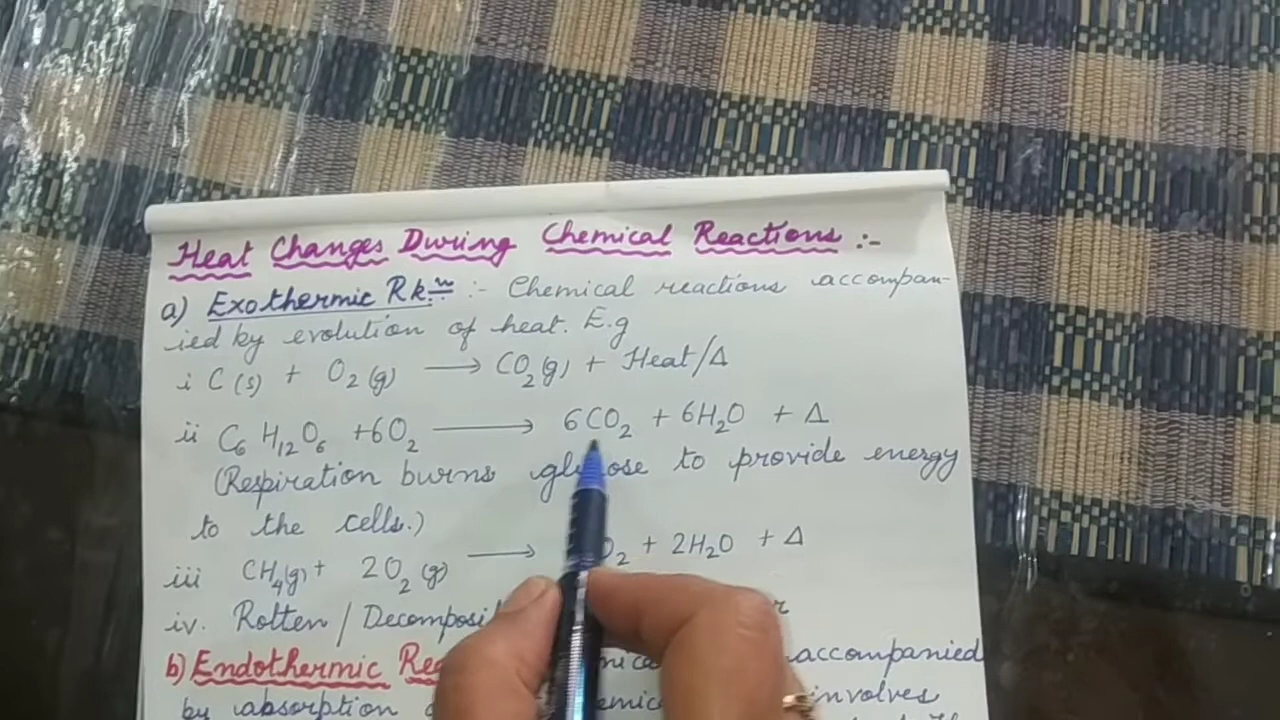 Heat Changes During Chemical Reactions :-
a) Exothermic Rkⁿ :- Chemical reactions accompan-
ied by evolution of heat. E.g
i C(s) + O₂(g) ⟶ CO₂(g) + Heat/Δ
ii C₆H₁₂O₆ +6O₂ ⟶ 6CO₂ + 6H₂O + Δ
(Respiration burns glucose to provide energy
to the cells.)
iii CH₄(g)+ 2O₂(g) ⟶ O₂ + 2H₂O + Δ
iv. Rotten / Decomposi
b) Endothermic accompanied
by absorption involves